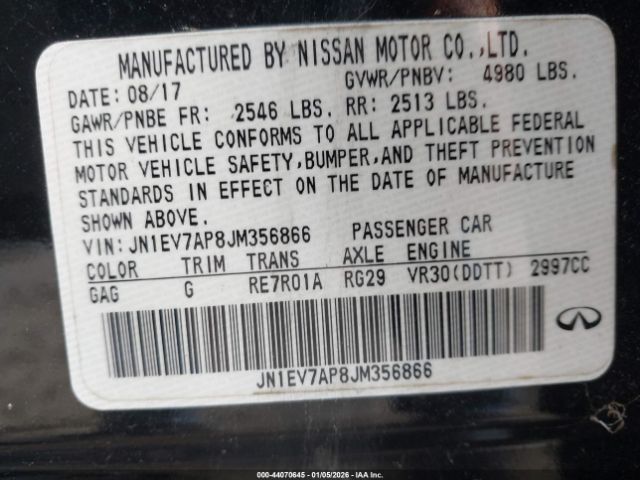 MANUFACTURED BY NISSAN MOTOR CO.,LTD.
DATE: 08/17 GVWR/PNBV: 4980 LBS.
GAWR/PNBE FR: 2546 LBS. RR: 2513 LBS.
THIS VEHICLE CONFORMS TO ALL APPLICABLE FEDERAL
MOTOR VEHICLE SAFETY,BUMPER,AND THEFT PREVENTION
STANDARDS IN EFFECT ON THE DATE OF MANUFACTURE
SHOWN ABOVE.
VIN: JN1EV7AP8JM356866 PASSENGER CAR
COLOR TRIM TRANS AXLE ENGINE
GAG G RE7R01A RG29 VR30(DDTT) 2997CC
JN1EV7AP8JM356866
000-44070645 | 01/05/2026 - IAA Corp.